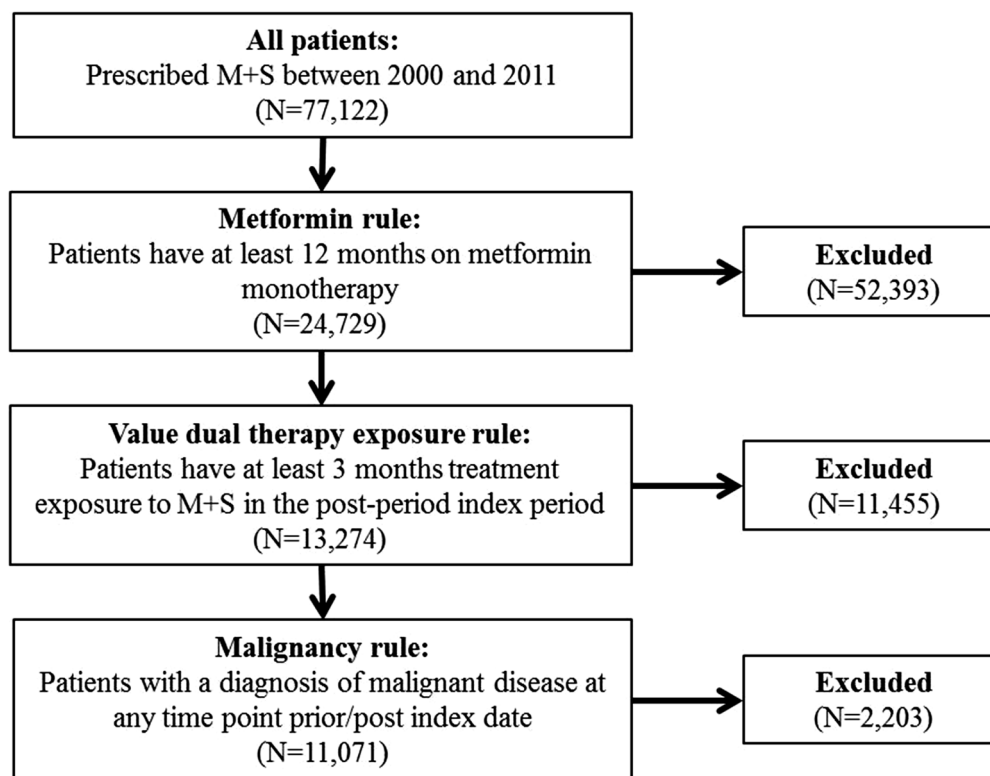 All patients:
Prescribed M+S between 2000 and 2011
(N=77,122)
Metformin rule:
Patients have at least 12 months on metformin
monotherapy
(N=24,729)
Excluded
(N=52,393)
Value dual therapy exposure rule:
Patients have at least 3 months treatment
exposure to M+S in the post-period index period
(N=13,274)
Excluded
(N=11,455)
Malignancy rule:
Patients with a diagnosis of malignant disease at
any time point prior/post index date
(N=11,071)
Excluded
(N=2,203)